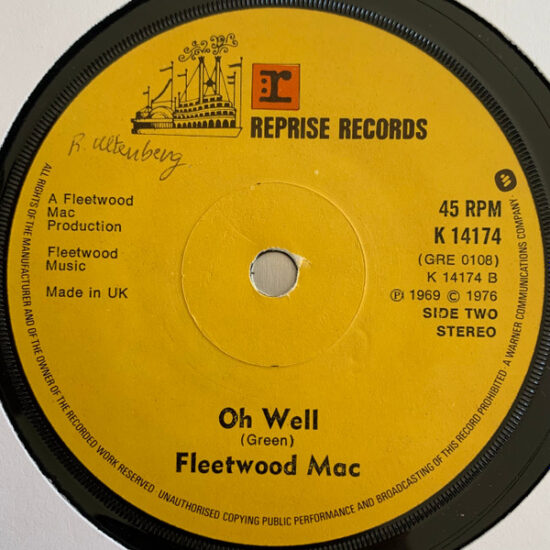 r
REPRISE RECORDS
R. Ultenberg
A Fleetwood
Mac
Production
Fleetwood
Music
Made in UK
45 RPM
K 14174
(GRE 0108)
K 14174 B
Ⓟ 1969 © 1976
SIDE TWO
STEREO
Oh Well
(Green)
Fleetwood Mac
ALL RIGHTS OF THE MANUFACTURER AND OF THE OWNER OF THE RECORDED WORK RESERVED. UNAUTHORISED COPYING PUBLIC PERFORMANCE AND BROADCASTING OF THIS RECORD PROHIBITED. A WARNER COMMUNICATIONS COMPANY.